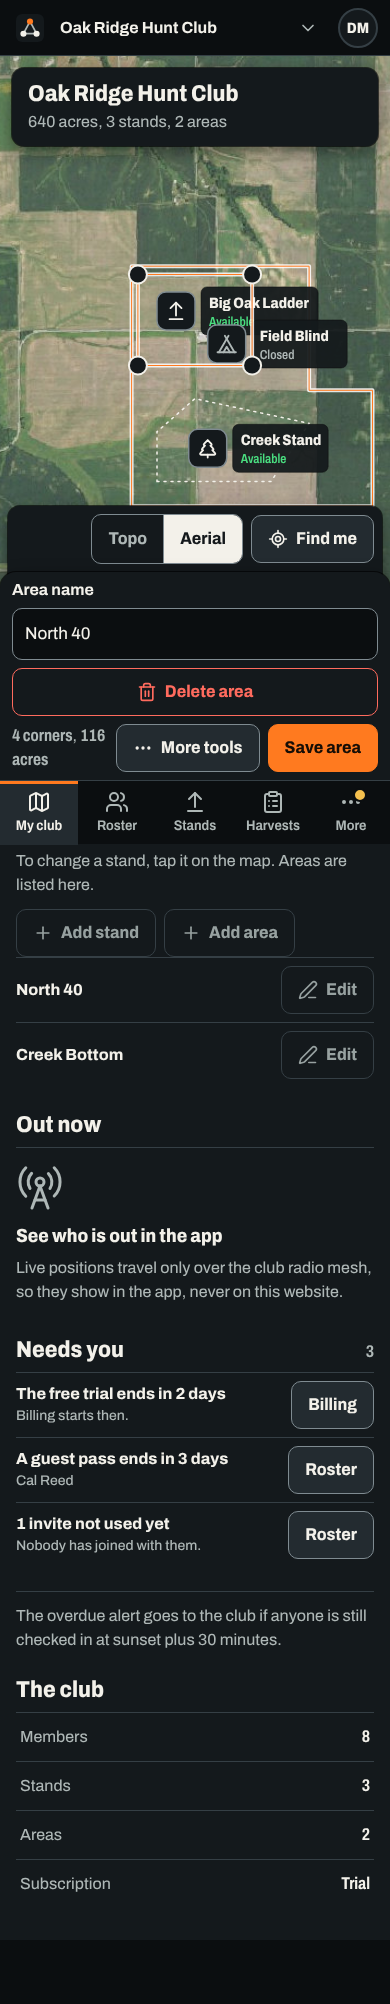 Oak Ridge Hunt Club
DM
Oak Ridge Hunt Club
640 acres, 3 stands, 2 areas
Big Oak Ladder
Available
Field Blind
Closed
Creek Stand
Available
Topo
Aerial
Find me
Area name
North 40
Delete area
4 corners, 116
acres
More tools
Save area
My club
Roster
Stands
Harvests
More
To change a stand, tap it on the map. Areas are
listed here.
Add stand
Add area
North 40
Edit
Creek Bottom
Edit
Out now
See who is out in the app
Live positions travel only over the club radio mesh,
so they show in the app, never on this website.
Needs you
3
The free trial ends in 2 days
Billing starts then.
Billing
A guest pass ends in 3 days
Cal Reed
Roster
1 invite not used yet
Nobody has joined with them.
Roster
The overdue alert goes to the club if anyone is still
checked in at sunset plus 30 minutes.
The club
Members
8
Stands
3
Areas
2
Subscription
Trial